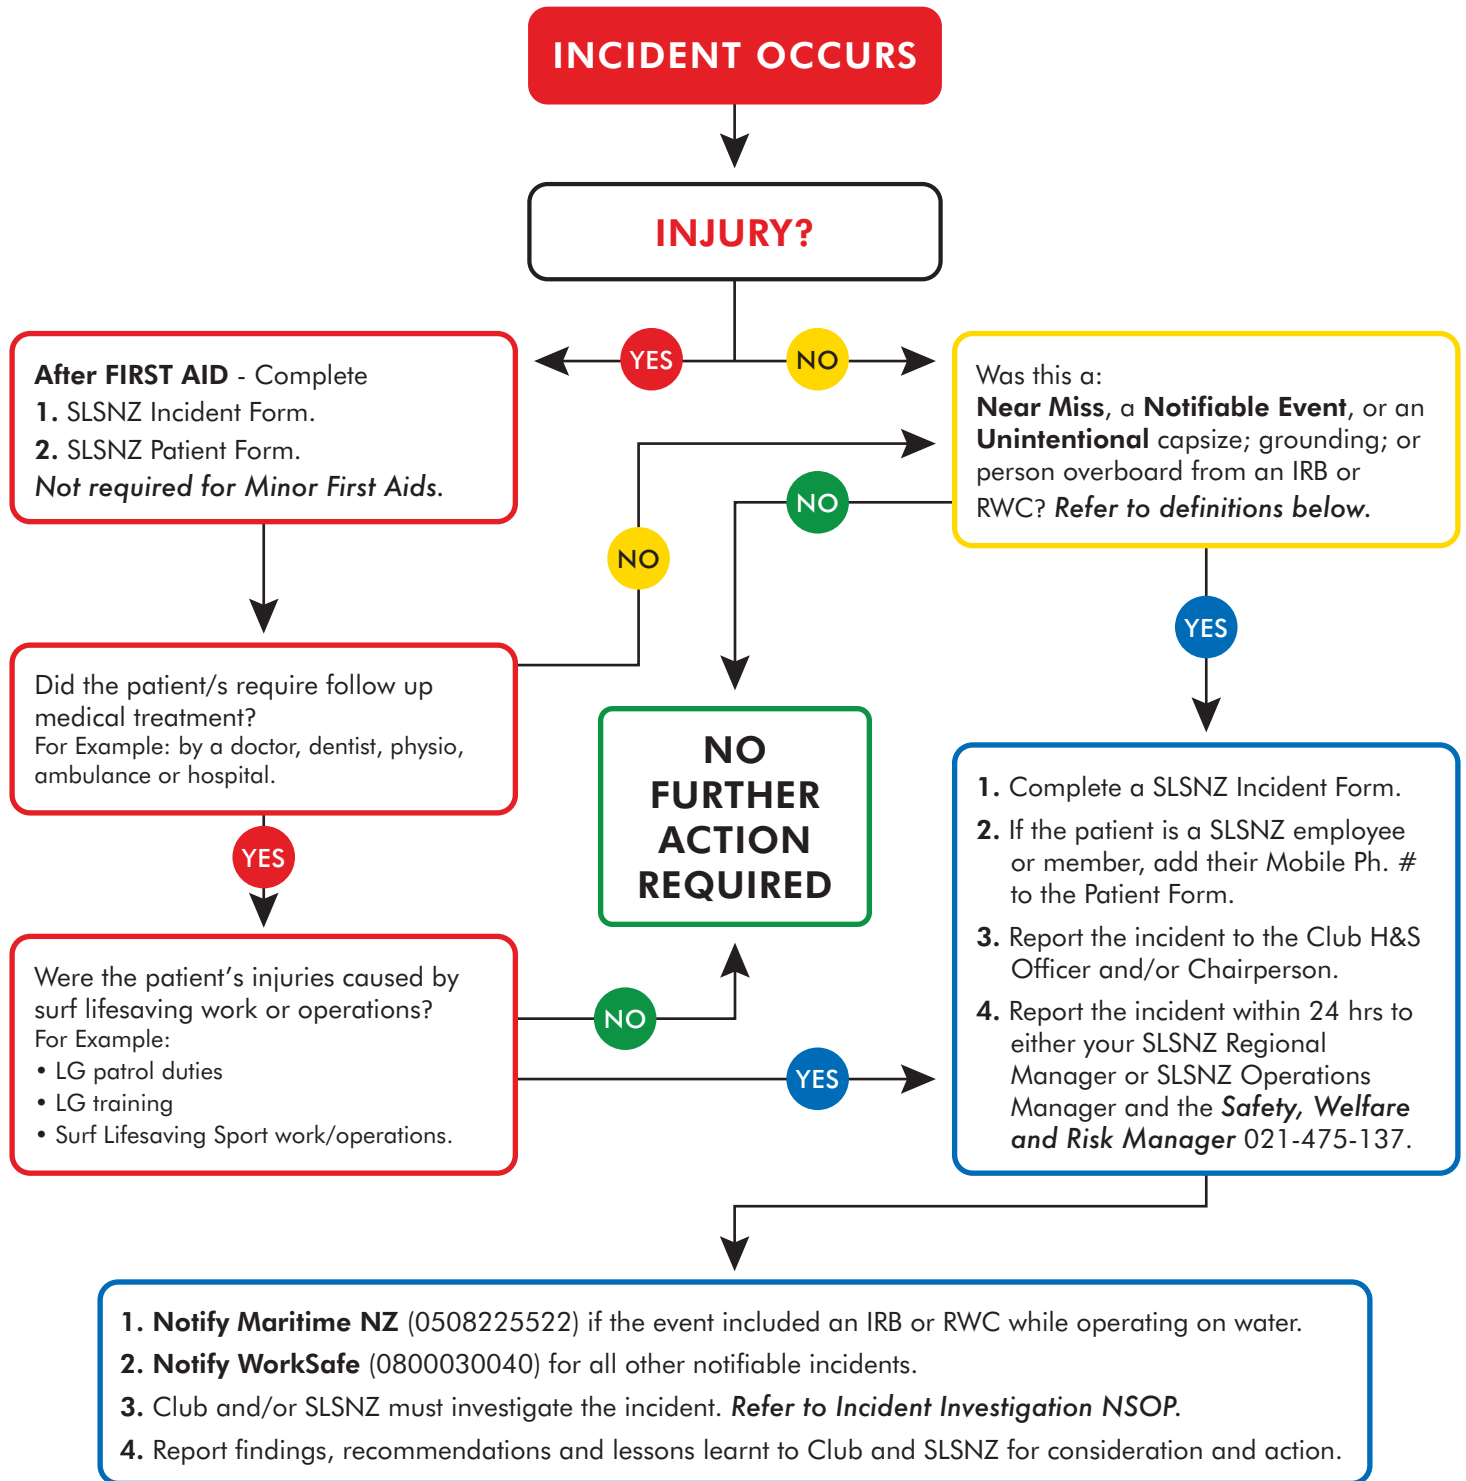 INCIDENT OCCURS
INJURY?
YES
NO
After FIRST AID - Complete
1. SLSNZ Incident Form.
2. SLSNZ Patient Form.
Not required for Minor First Aids.
Was this a:
Near Miss, a Notifiable Event, or an
Unintentional capsize; grounding; or
person overboard from an IRB or
RWC? Refer to definitions below.
NO
NO
YES
Did the patient/s require follow up
medical treatment?
For Example: by a doctor, dentist, physio,
ambulance or hospital.
YES
NO
FURTHER
ACTION
REQUIRED
1. Complete a SLSNZ Incident Form.
2. If the patient is a SLSNZ employee
or member, add their Mobile Ph. #
to the Patient Form.
3. Report the incident to the Club H&S
Officer and/or Chairperson.
4. Report the incident within 24 hrs to
either your SLSNZ Regional
Manager or SLSNZ Operations
Manager and the Safety, Welfare
and Risk Manager 021-475-137.
Were the patient's injuries caused by
surf lifesaving work or operations?
For Example:
• LG patrol duties
• LG training
• Surf Lifesaving Sport work/operations.
NO
YES
1. Notify Maritime NZ (0508225522) if the event included an IRB or RWC while operating on water.
2. Notify WorkSafe (0800030040) for all other notifiable incidents.
3. Club and/or SLSNZ must investigate the incident. Refer to Incident Investigation NSOP.
4. Report findings, recommendations and lessons learnt to Club and SLSNZ for consideration and action.